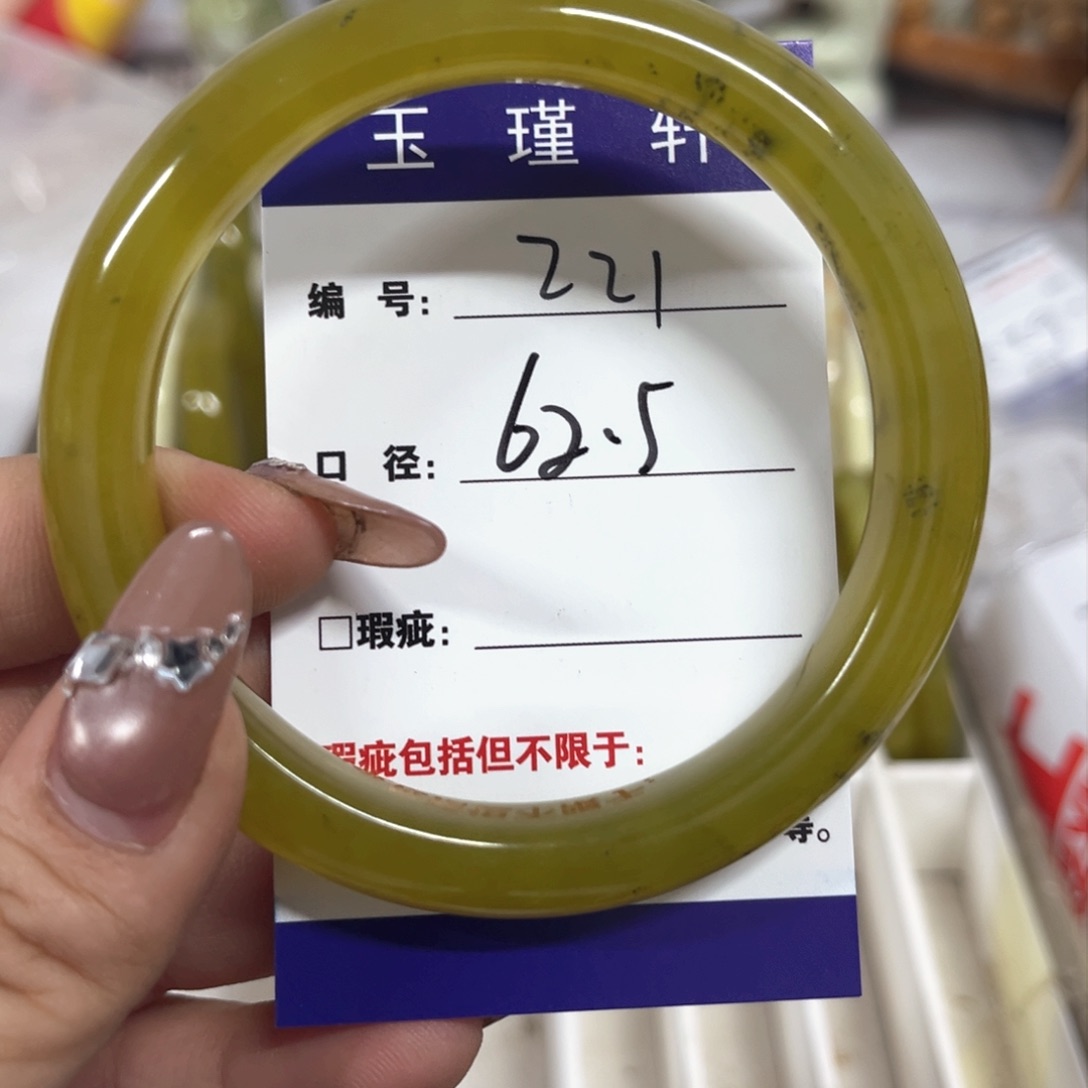 玉 瑾 轩
编 号: 221
口 径: 62.5
□瑕疵:
瑕疵包括但不限于:
等。